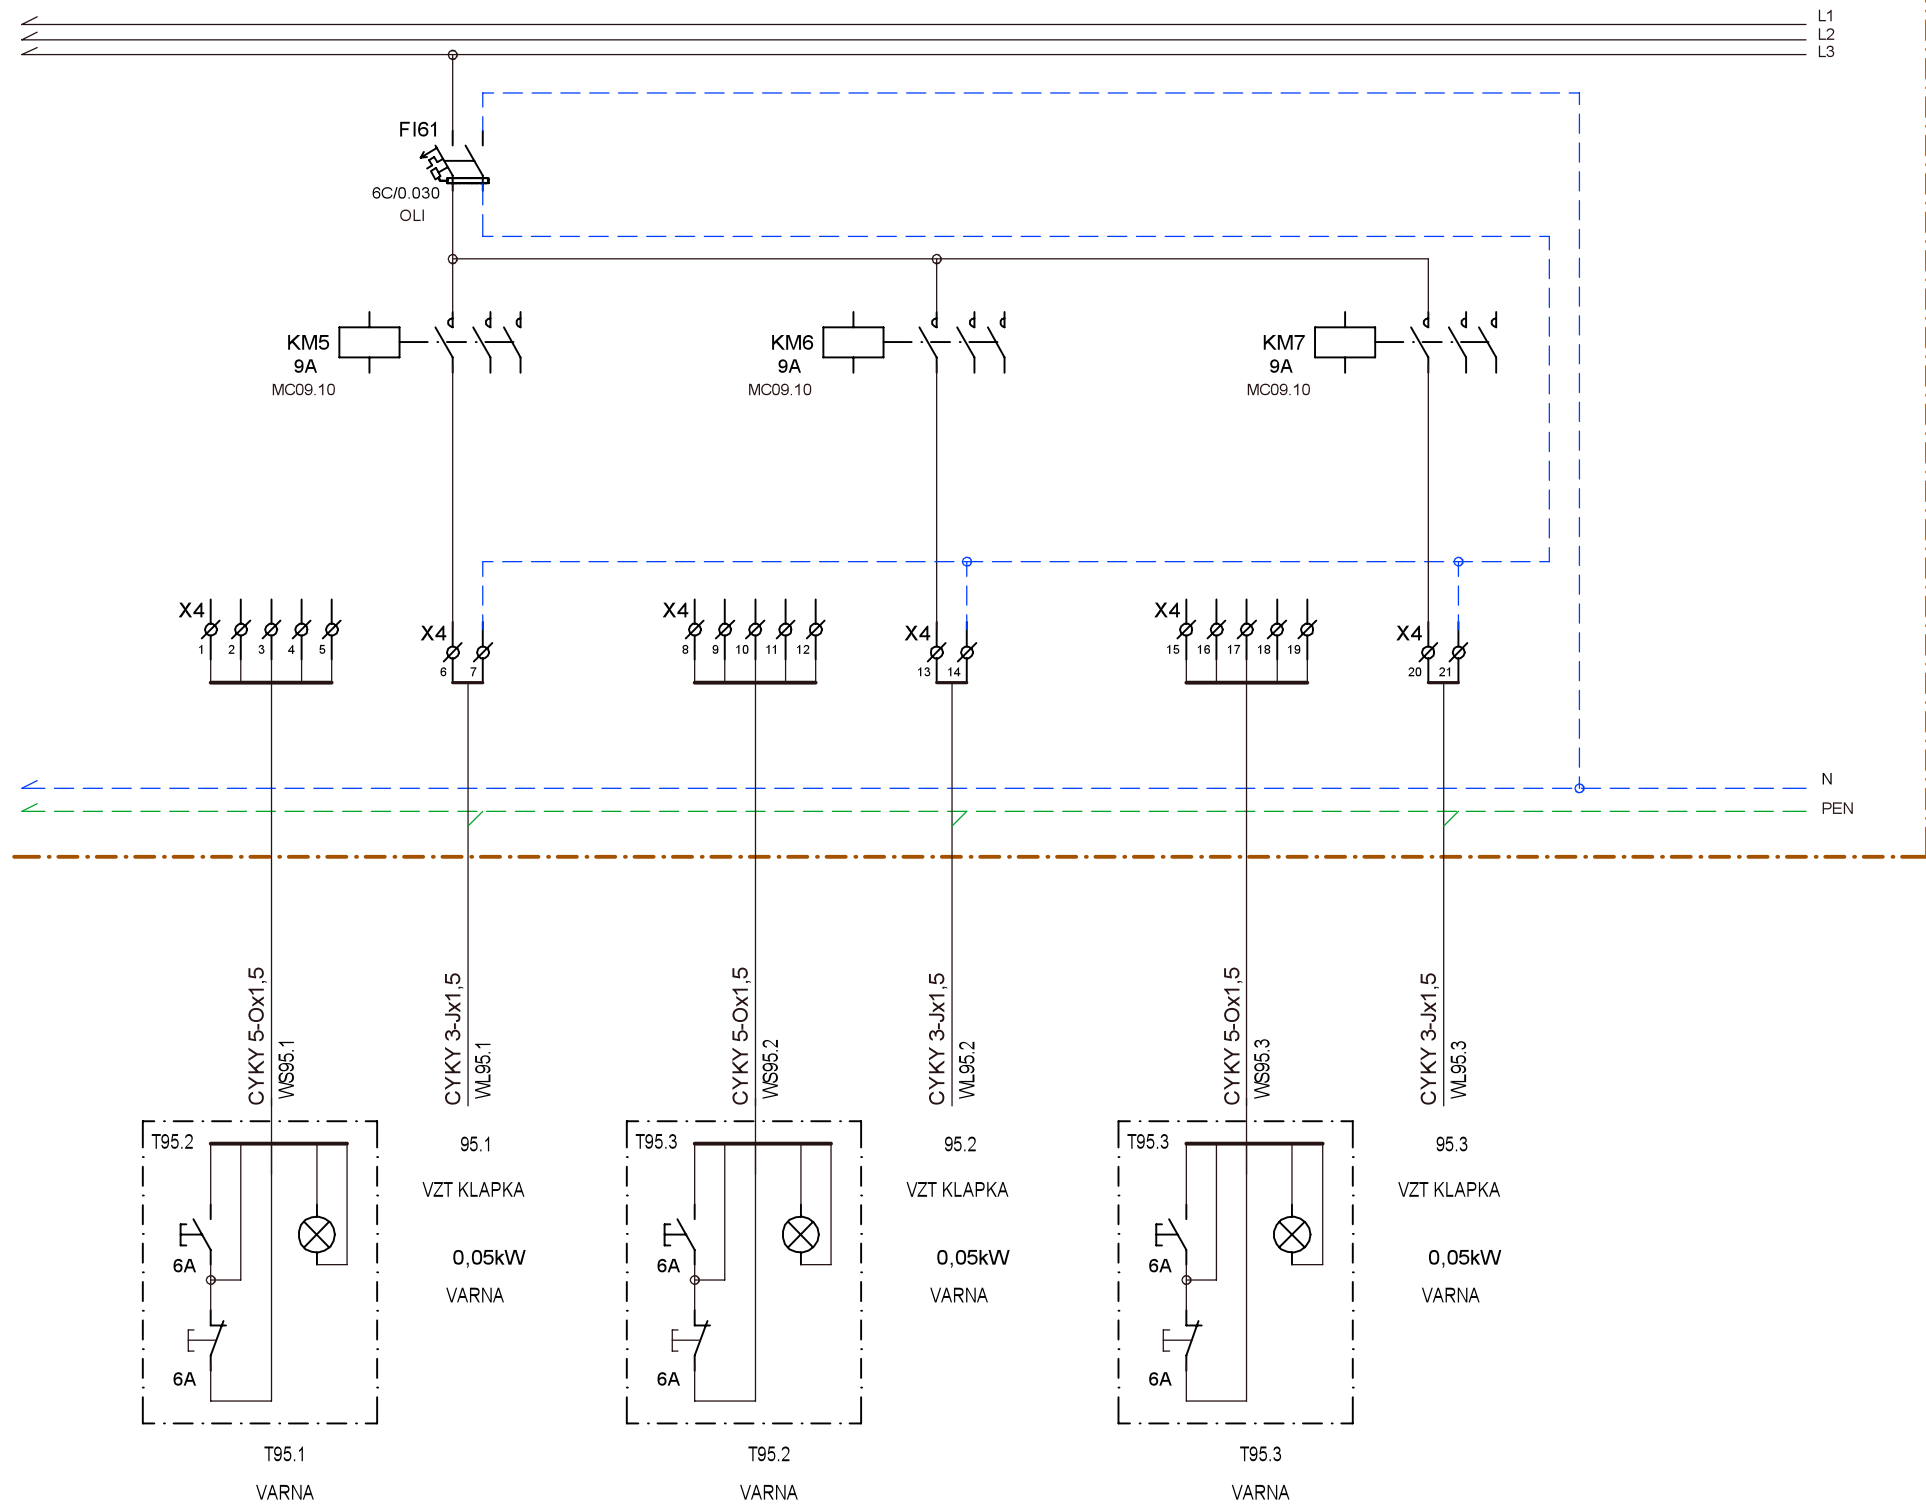 L1
L2
L3
FI61
6C/0.030
OLI
KM5
9A
MC09.10
KM6
9A
MC09.10
KM7
9A
MC09.10
X4
1 2 3 4 5
X4
6 7
X4
8 9 10 11 12
X4
13 14
X4
15 16 17 18 19
X4
20 21
N
PEN
CYKY 5-Ox1,5
WS95.1
CYKY 3-Jx1,5
WL95.1
CYKY 5-Ox1,5
WS95.2
CYKY 3-Jx1,5
WL95.2
CYKY 5-Ox1,5
WS95.3
CYKY 3-Jx1,5
WL95.3
T95.2
6A
6A
T95.1
VARNA
95.1
VZT KLAPKA
0,05kW
VARNA
T95.3
6A
6A
T95.2
VARNA
95.2
VZT KLAPKA
0,05kW
VARNA
T95.3
6A
6A
T95.3
VARNA
95.3
VZT KLAPKA
0,05kW
VARNA